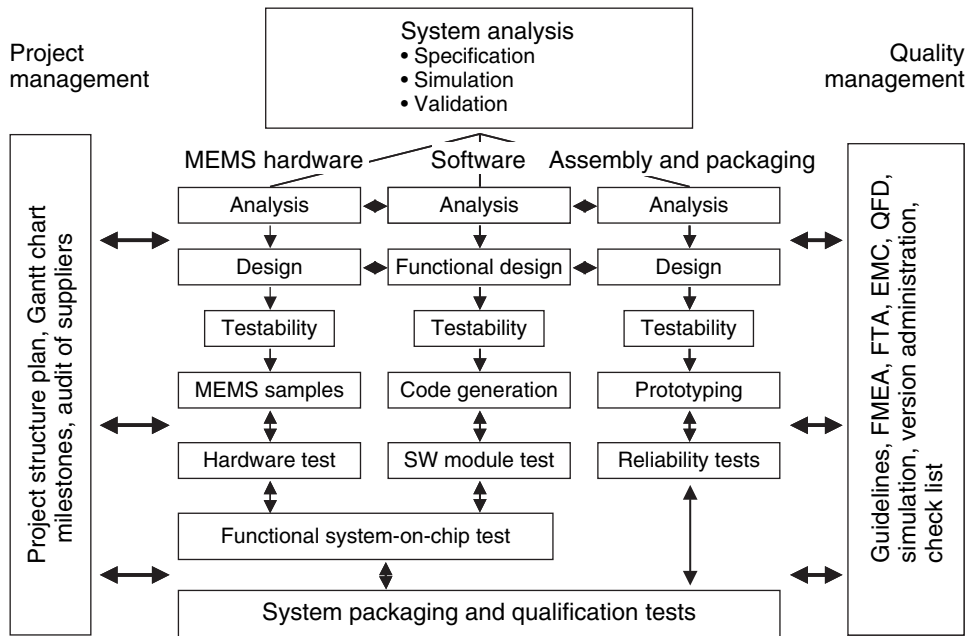 System analysis
• Specification
• Simulation
• Validation
Project
management
Quality
management
MEMS hardware
Software
Assembly and packaging
Analysis
Analysis
Analysis
Design
Functional design
Design
Testability
Testability
Testability
MEMS samples
Code generation
Prototyping
Hardware test
SW module test
Reliability tests
Functional system-on-chip test
System packaging and qualification tests
Project structure plan, Gantt chart
milestones, audit of suppliers
Guidelines, FMEA, FTA, EMC, QFD,
simulation, version administration,
check list